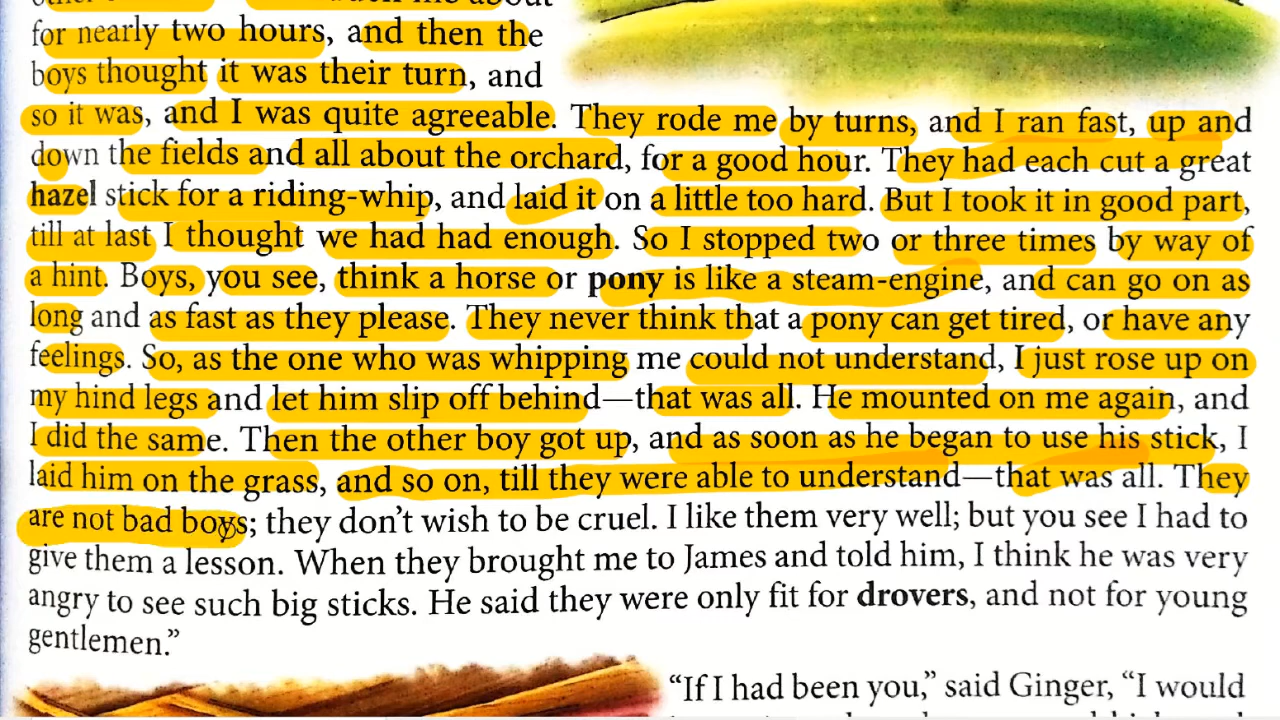 for nearly two hours, and then the
boys thought it was their turn, and
so it was, and I was quite agreeable. They rode me by turns, and I ran fast, up and
down the fields and all about the orchard, for a good hour. They had each cut a great
hazel stick for a riding-whip, and laid it on a little too hard. But I took it in good part,
till at last I thought we had had enough. So I stopped two or three times by way of
a hint. Boys, you see, think a horse or pony is like a steam-engine, and can go on as
long and as fast as they please. They never think that a pony can get tired, or have any
feelings. So, as the one who was whipping me could not understand, I just rose up on
my hind legs and let him slip off behind—that was all. He mounted on me again, and
I did the same. Then the other boy got up, and as soon as he began to use his stick, I
laid him on the grass, and so on, till they were able to understand—that was all. They
are not bad boys; they don't wish to be cruel. I like them very well; but you see I had to
give them a lesson. When they brought me to James and told him, I think he was very
angry to see such big sticks. He said they were only fit for drovers, and not for young
gentlemen.”
“If I had been you,” said Ginger, “I would